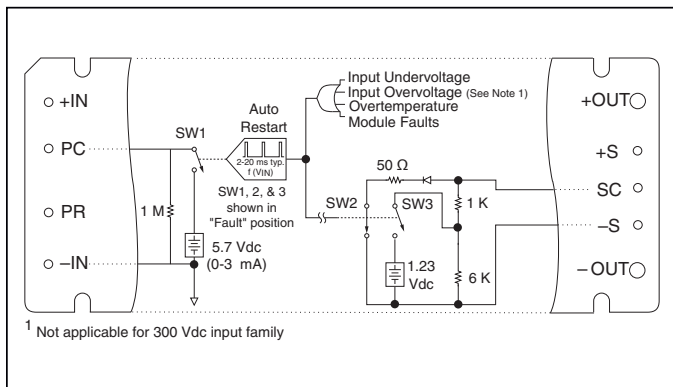 +IN
PC
PR
–IN
1 M
SW1
5.7 Vdc
(0-3 mA)
Auto
Restart
2-20 ms typ.
f (VIN)
SW1, 2, & 3
shown in
"Fault" position
Input Undervoltage
Input Overvoltage (See Note 1)
Overtemperature
Module Faults
50 Ω
SW2
SW3
1 K
1.23
Vdc
6 K
+OUT
+S
SC
–S
–OUT
1 Not applicable for 300 Vdc input family